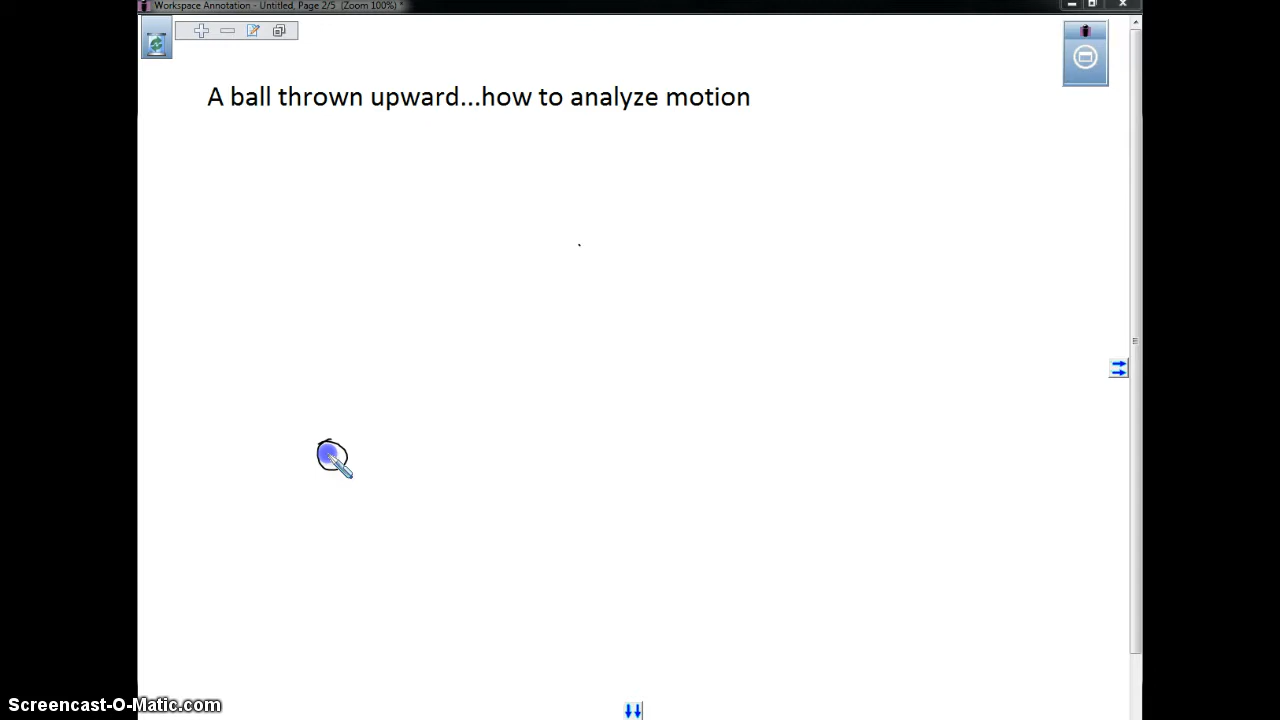 Workspace Annotation - Untitled, Page 2/5 (Zoom 100%) *
A ball thrown upward...how to analyze motion
Screencast-O-Matic.com